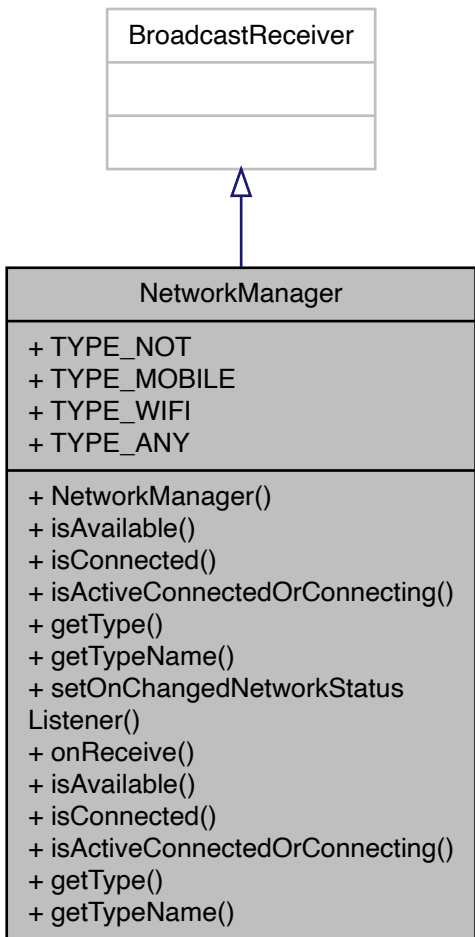 BroadcastReceiver
NetworkManager
+ TYPE_NOT
+ TYPE_MOBILE
+ TYPE_WIFI
+ TYPE_ANY
+ NetworkManager()
+ isAvailable()
+ isConnected()
+ isActiveConnectedOrConnecting()
+ getType()
+ getTypeName()
+ setOnChangedNetworkStatus
Listener()
+ onReceive()
+ isAvailable()
+ isConnected()
+ isActiveConnectedOrConnecting()
+ getType()
+ getTypeName()